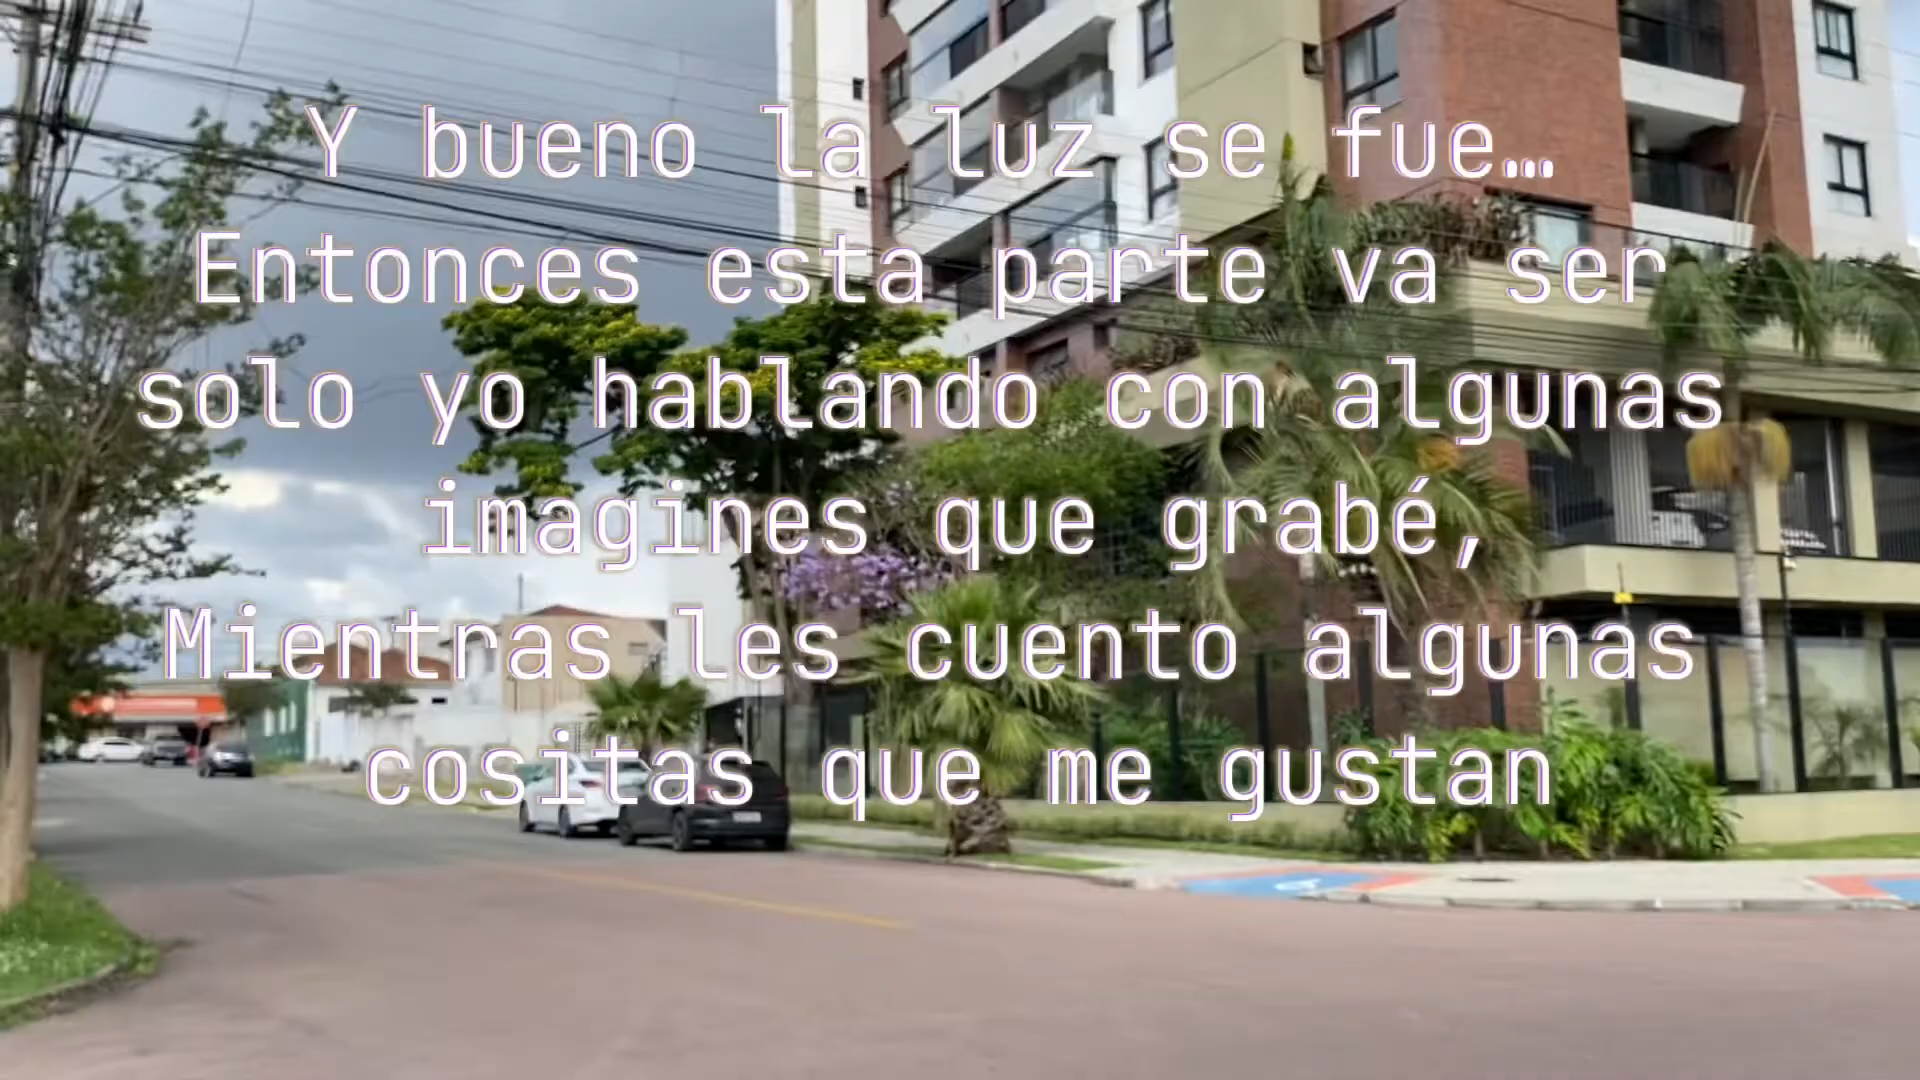 Y bueno la luz se fue…
Entonces esta parte va ser
solo yo hablando con algunas
imagines que grabé,
Mientras les cuento algunas
cositas que me gustan